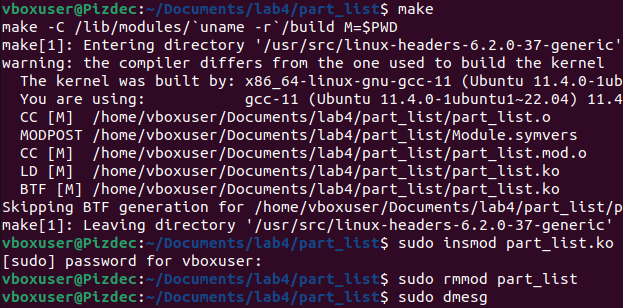 vboxuser@Pizdec:~/Documents/lab4/part_list$ make
make -C /lib/modules/`uname -r`/build M=$PWD
make[1]: Entering directory '/usr/src/linux-headers-6.2.0-37-generic'
warning: the compiler differs from the one used to build the kernel
  The kernel was built by: x86_64-linux-gnu-gcc-11 (Ubuntu 11.4.0-1ub
  You are using:           gcc-11 (Ubuntu 11.4.0-1ubuntu1~22.04) 11.4
  CC [M]  /home/vboxuser/Documents/lab4/part_list/part_list.o
  MODPOST /home/vboxuser/Documents/lab4/part_list/Module.symvers
  CC [M]  /home/vboxuser/Documents/lab4/part_list/part_list.mod.o
  LD [M]  /home/vboxuser/Documents/lab4/part_list/part_list.ko
  BTF [M] /home/vboxuser/Documents/lab4/part_list/part_list.ko
Skipping BTF generation for /home/vboxuser/Documents/lab4/part_list/p
make[1]: Leaving directory '/usr/src/linux-headers-6.2.0-37-generic'
vboxuser@Pizdec:~/Documents/lab4/part_list$ sudo insmod part_list.ko
[sudo] password for vboxuser:
vboxuser@Pizdec:~/Documents/lab4/part_list$ sudo rmmod part_list
vboxuser@Pizdec:~/Documents/lab4/part_list$ sudo dmesg